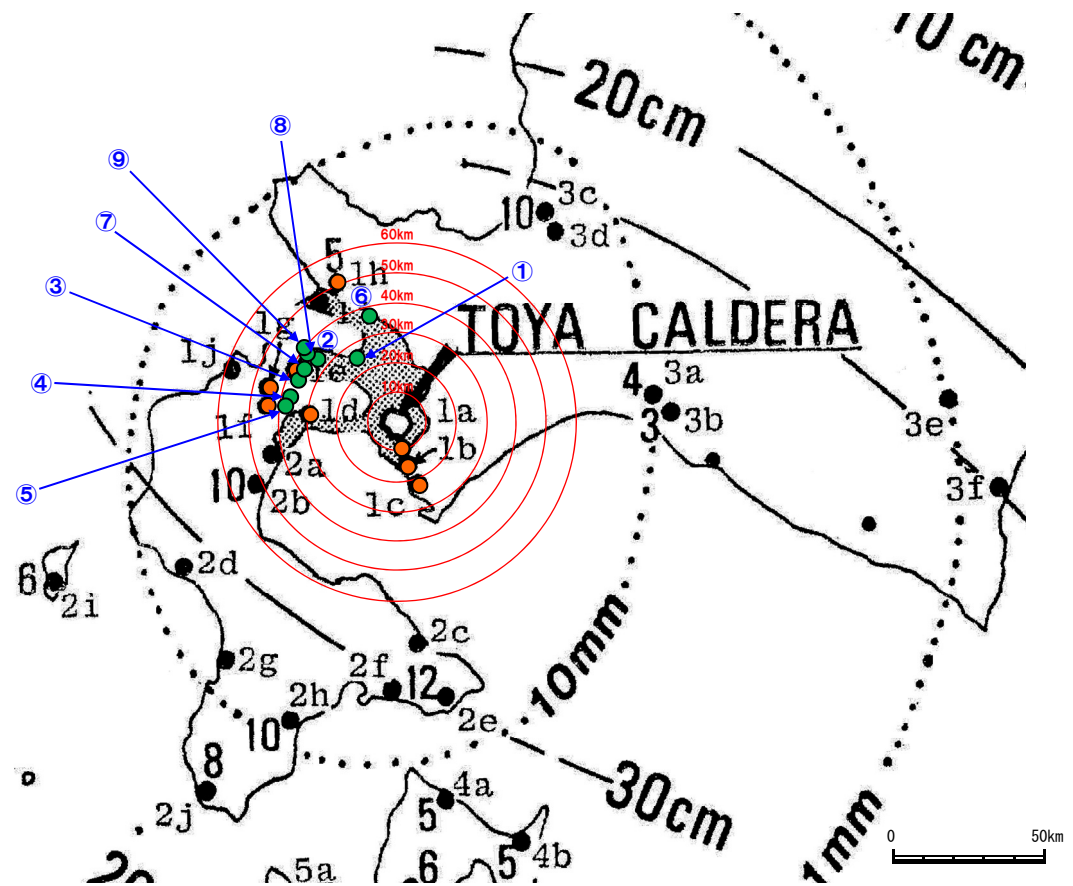 10 cm
20cm
⑧
⑨
3c
10
3d
⑦
60km
5
1h
50km
①
③
40km
⑥
30km
TOYA CALDERA
1g
②
1j
20km
1e
④
10km
4
3a
1d
1a
3b
3
3e
1f
1b
2a
⑤
10
2b
1c
3f
2d
6
2i
2c
2g
2f
12
2h
2e
10mm
10
8
30cm
2j
4a
5
0
50km
1mm
5
4b
20
5a
6